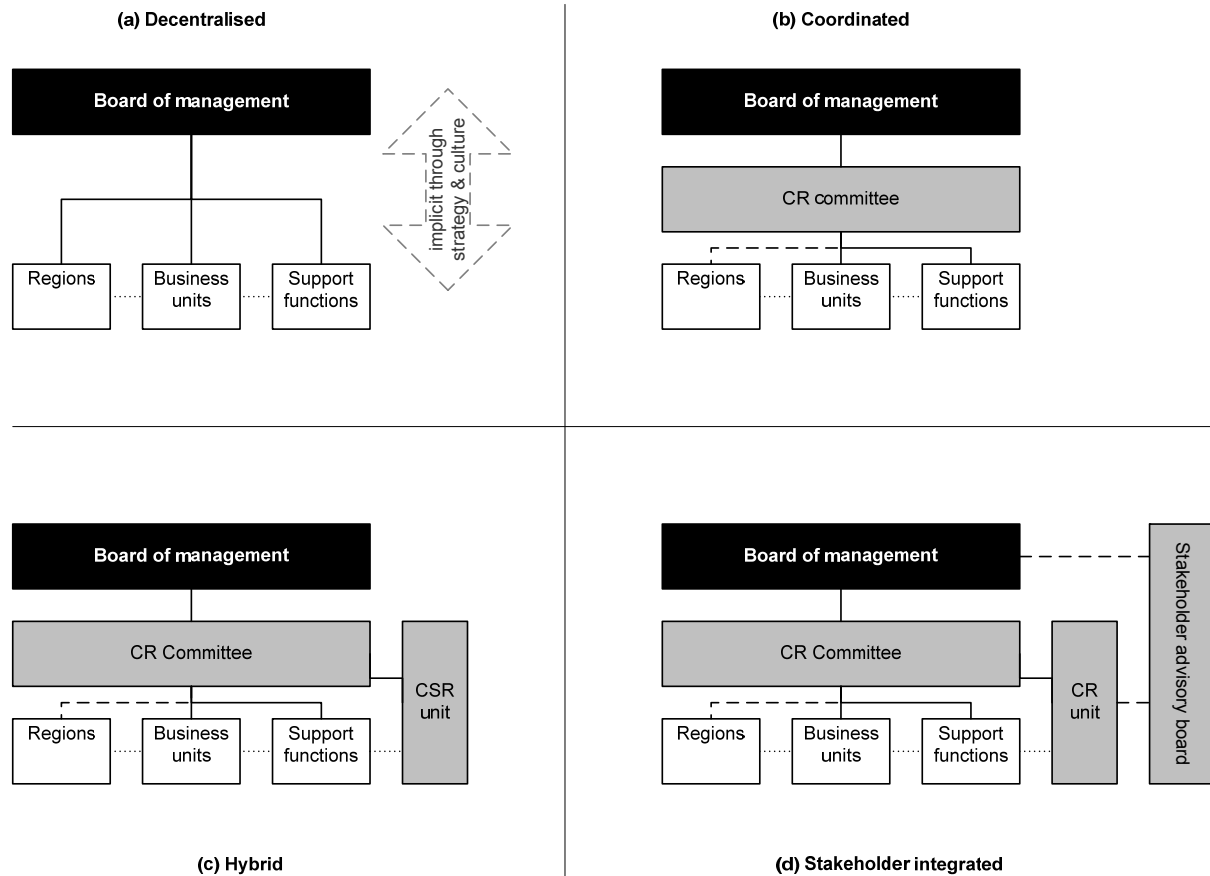 (a) Decentralised
Board of management
implicit through
strategy & culture
Regions
Business
units
Support
functions
(b) Coordinated
Board of management
CR committee
Regions
Business
units
Support
functions
Board of management
CR Committee
CSR
unit
Regions
Business
units
Support
functions
(c) Hybrid
Board of management
CR Committee
CR
unit
Stakeholder advisory board
Regions
Business
units
Support
functions
(d) Stakeholder integrated